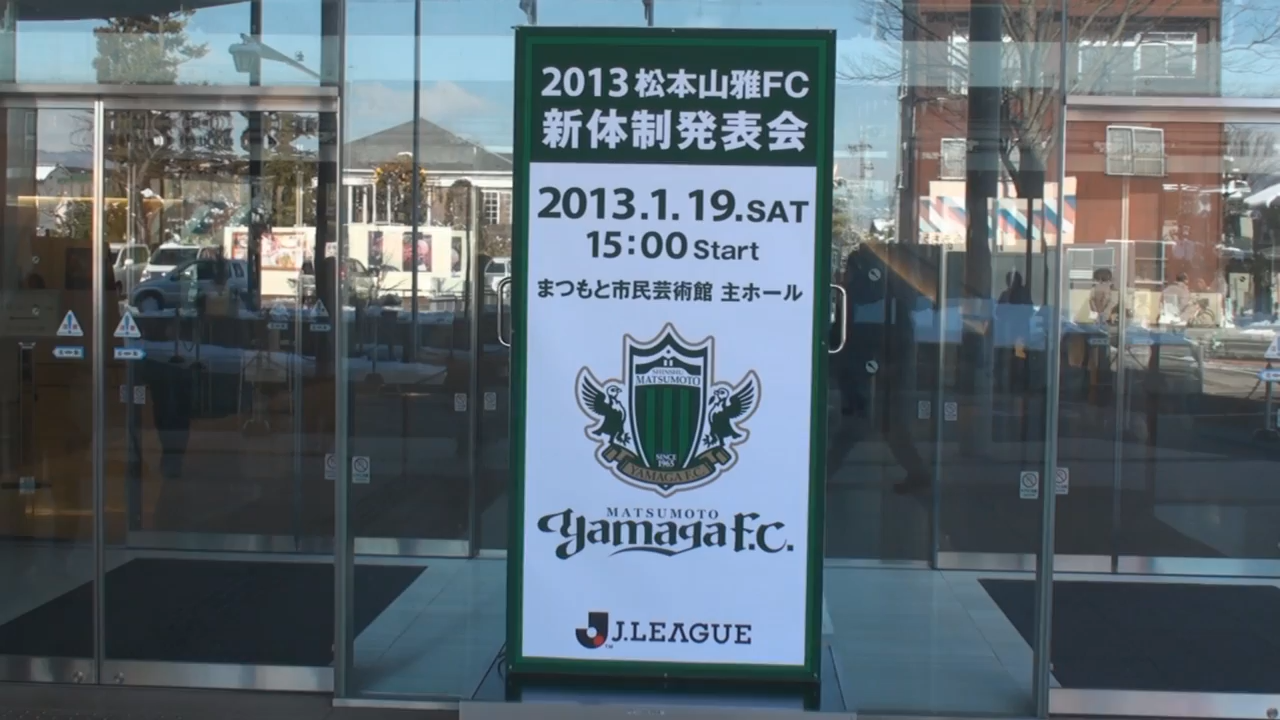 2013 松本山雅FC
新体制発表会
2013.1.19.SAT
15:00 Start
まつもと市民芸術館 主ホール
SHINSHU
MATSUMOTO
SINCE
1965
YAMAGA F.C.
MATSUMOTO
yamaga F.C.
J.LEAGUE
TM